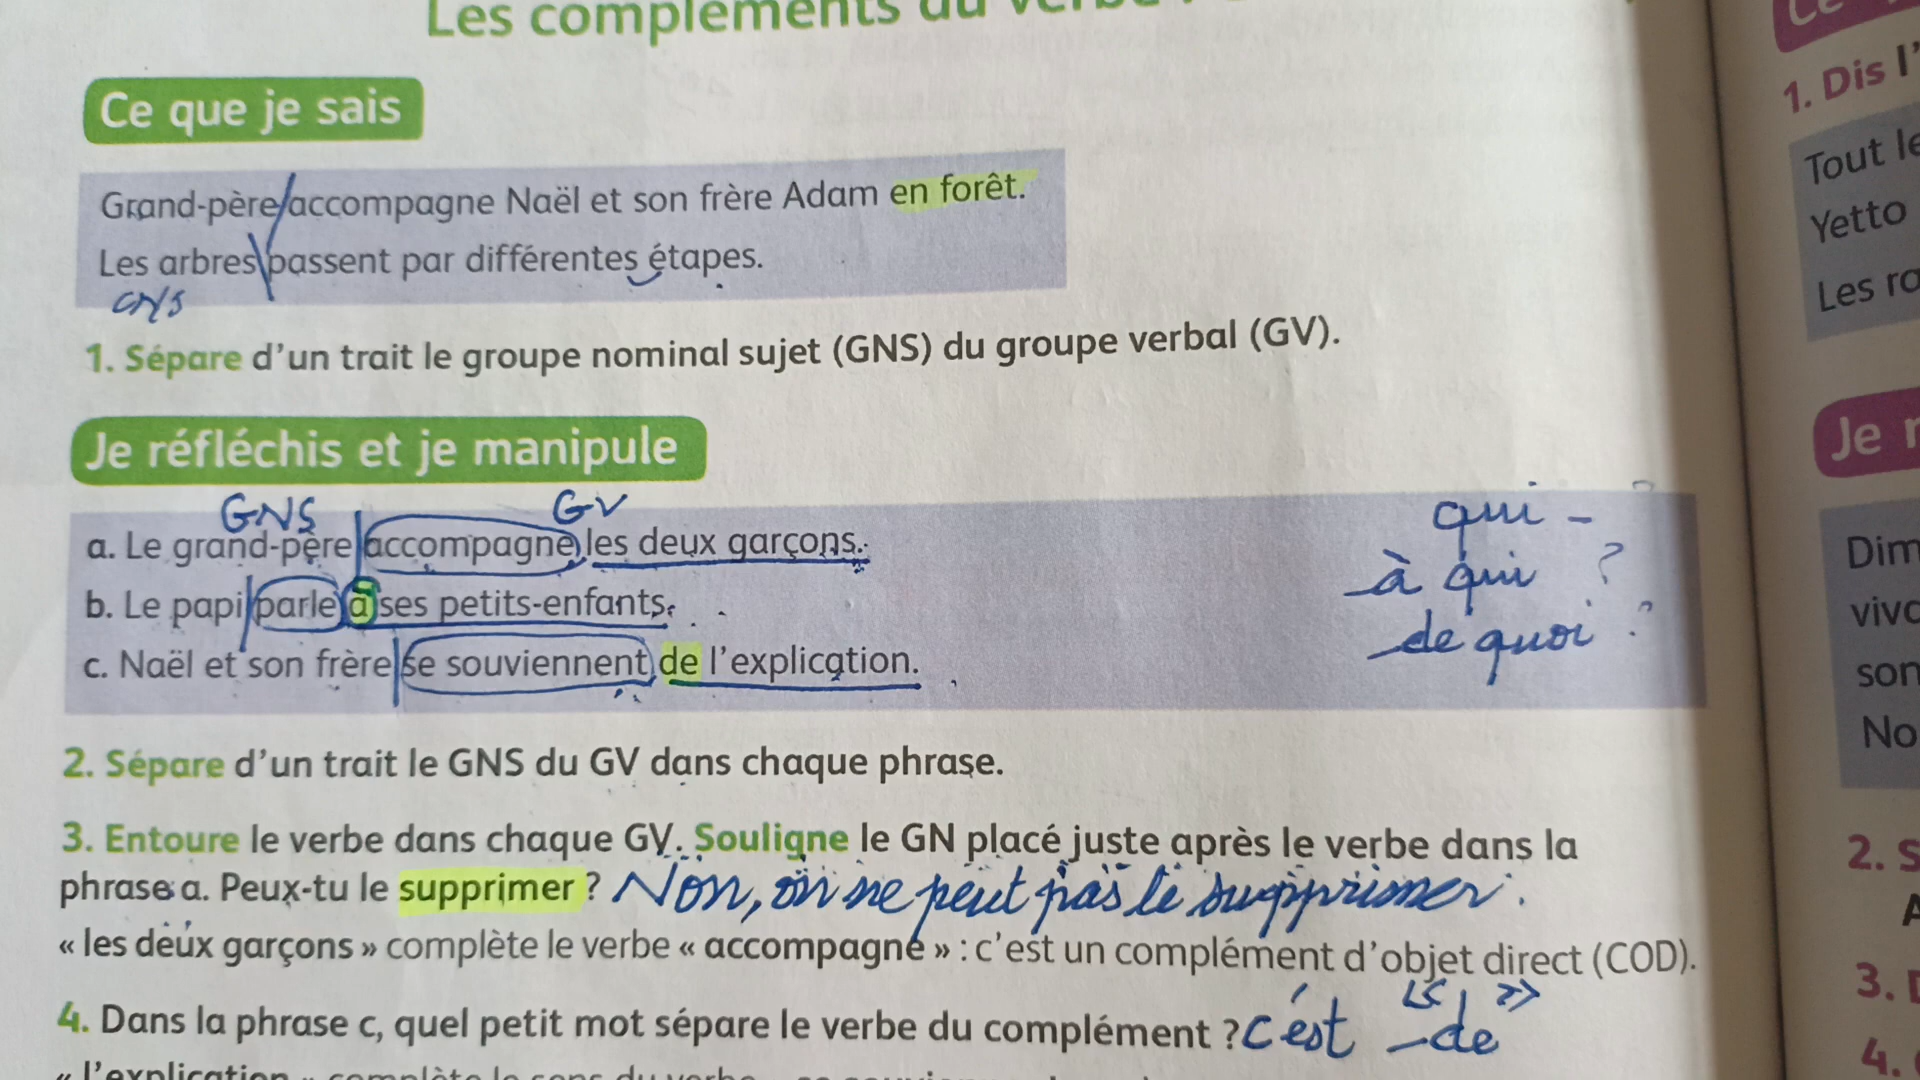 Les compléments du verbe
Ce que je sais
Grand-père/accompagne Naël et son frère Adam en forêt.
Les arbres\passent par différentes étapes.
GNS
1. Sépare d'un trait le groupe nominal sujet (GNS) du groupe verbal (GV).
Je réfléchis et je manipule
GNS GV
a. Le grand-père|accompagne les deux garçons.
b. Le papi|parle à ses petits-enfants.
c. Naël et son frère|se souviennent de l'explication.
qui -
à qui ?
de quoi ?
2. Sépare d'un trait le GNS du GV dans chaque phrase.
3. Entoure le verbe dans chaque GV. Souligne le GN placé juste après le verbe dans la
phrase a. Peux-tu le supprimer ? Non, on ne peut pas le supprimer.
« les deux garçons » complète le verbe « accompagne » : c'est un complément d'objet direct (COD).
4. Dans la phrase c, quel petit mot sépare le verbe du complément ? c'est « de »
« l'explication » complète le sens du verbe
1. Dis l'
Tout le
Yetto
Les
Je
Dim
son
No
2. S
3.
4.